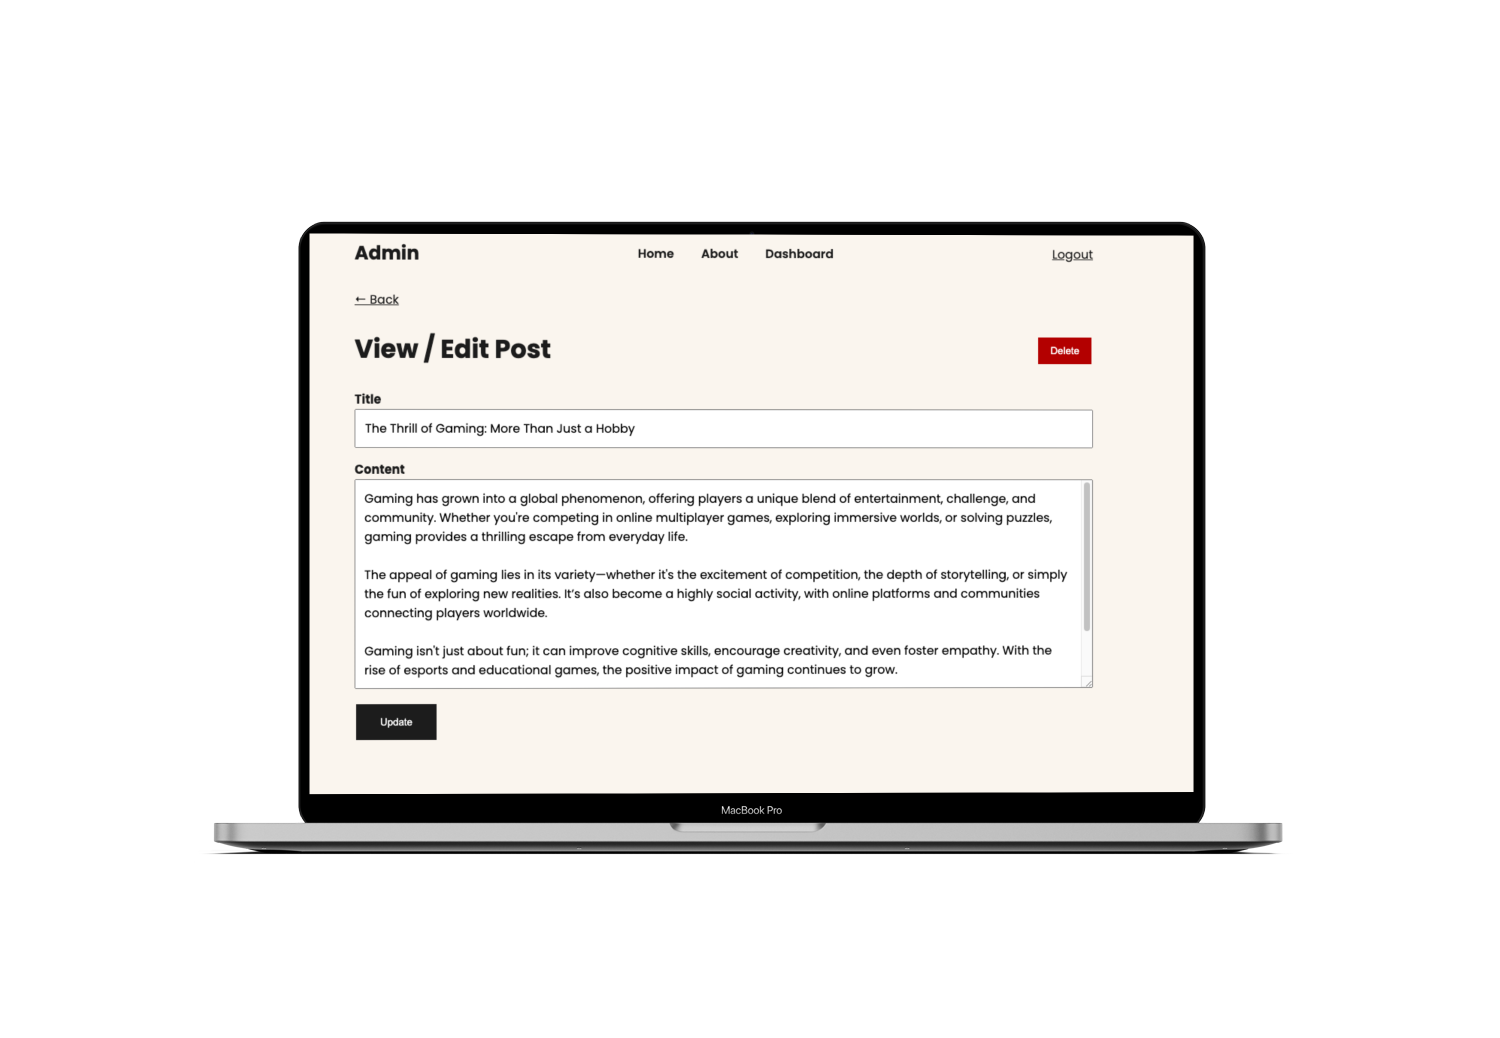 Admin
Home About Dashboard
Logout
← Back
View / Edit Post
Delete
Title
The Thrill of Gaming: More Than Just a Hobby
Content
Gaming has grown into a global phenomenon, offering players a unique blend of entertainment, challenge, and
community. Whether you're competing in online multiplayer games, exploring immersive worlds, or solving puzzles,
gaming provides a thrilling escape from everyday life.
The appeal of gaming lies in its variety—whether it's the excitement of competition, the depth of storytelling, or simply
the fun of exploring new realities. It's also become a highly social activity, with online platforms and communities
connecting players worldwide.
Gaming isn't just about fun; it can improve cognitive skills, encourage creativity, and even foster empathy. With the
rise of esports and educational games, the positive impact of gaming continues to grow.
Update
MacBook Pro